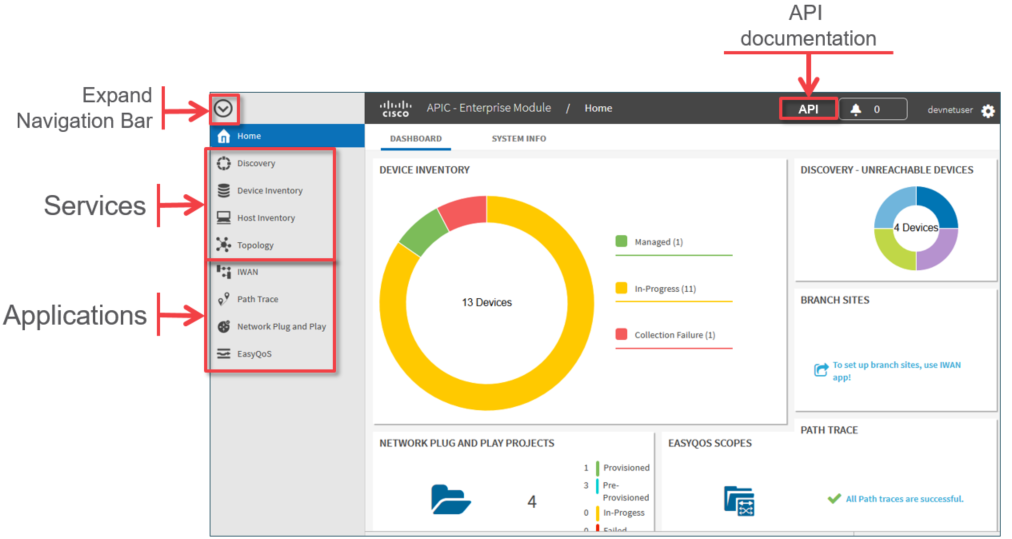 API
documentation
Expand
Navigation Bar
Services
Applications
cisco
APIC - Enterprise Module / Home
API
0
devnetuser
Home
Discovery
Device Inventory
Host Inventory
Topology
IWAN
Path Trace
Network Plug and Play
EasyQoS
DASHBOARD
SYSTEM INFO
DEVICE INVENTORY
13 Devices
Managed (1)
In-Progress (11)
Collection Failure (1)
DISCOVERY - UNREACHABLE DEVICES
4 Devices
BRANCH SITES
To set up branch sites, use IWAN
app!
NETWORK PLUG AND PLAY PROJECTS
4
1 Provisioned
3 Pre-
Provisioned
0 In-Progess
0 Failed
EASYQOS SCOPES
PATH TRACE
All Path traces are successful.